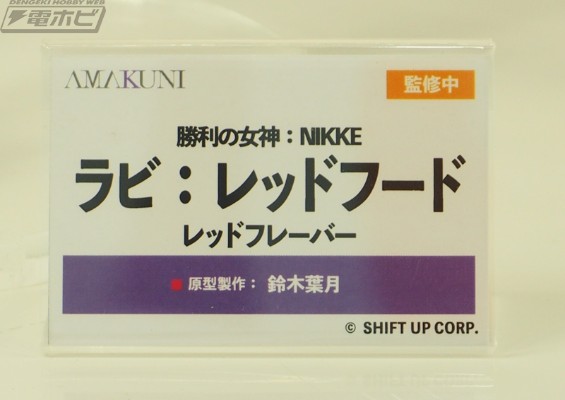 DENGEKI HOBBY WEB
電ホビ
AMAKUNI
監修中
勝利の女神：NIKKE
ラビ：レッドフード
レッドフレーバー
■ 原型製作： 鈴木葉月
© SHIFT UP CORP.